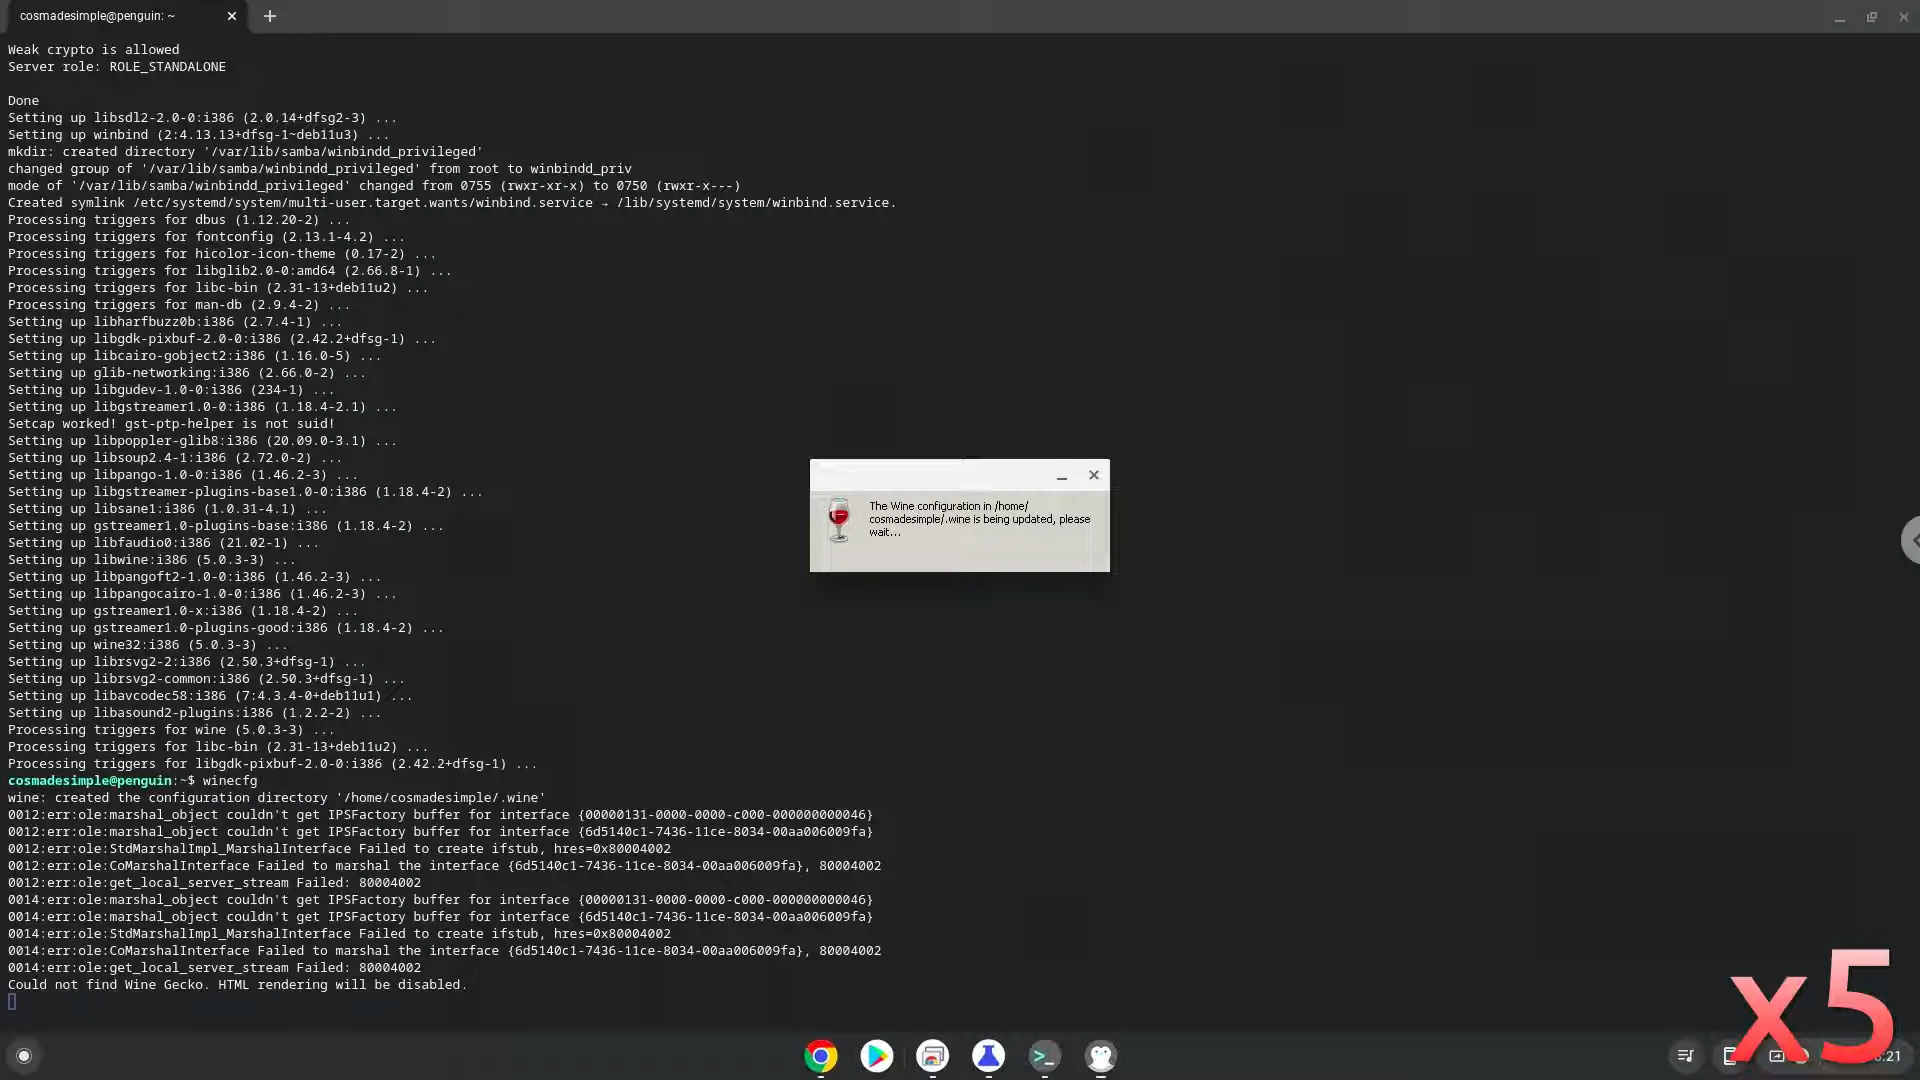 cosmadesimple@penguin: ~
Weak crypto is allowed
Server role: ROLE_STANDALONE
Done
Setting up libsdl2-2.0-0:i386 (2.0.14+dfsg2-3) ...
Setting up winbind (2:4.13.13+dfsg-1~deb11u3) ...
mkdir: created directory '/var/lib/samba/winbindd_privileged'
changed group of '/var/lib/samba/winbindd_privileged' from root to winbindd_priv
mode of '/var/lib/samba/winbindd_privileged' changed from 0755 (rwxr-xr-x) to 0750 (rwxr-x---)
Created symlink /etc/systemd/system/multi-user.target.wants/winbind.service → /lib/systemd/system/winbind.service.
Processing triggers for dbus (1.12.20-2) ...
Processing triggers for fontconfig (2.13.1-4.2) ...
Processing triggers for hicolor-icon-theme (0.17-2) ...
Processing triggers for libglib2.0-0:amd64 (2.66.8-1) ...
Processing triggers for libc-bin (2.31-13+deb11u2) ...
Processing triggers for man-db (2.9.4-2) ...
Setting up libharfbuzz0b:i386 (2.7.4-1) ...
Setting up libgdk-pixbuf-2.0-0:i386 (2.42.2+dfsg-1) ...
Setting up libcairo-gobject2:i386 (1.16.0-5) ...
Setting up glib-networking:i386 (2.66.0-2) ...
Setting up libgudev-1.0-0:i386 (234-1) ...
Setting up libgstreamer1.0-0:i386 (1.18.4-2.1) ...
Setcap worked! gst-ptp-helper is not suid!
Setting up libpoppler-glib8:i386 (20.09.0-3.1) ...
Setting up libsoup2.4-1:i386 (2.72.0-2) ...
Setting up libpango-1.0-0:i386 (1.46.2-3) ...
Setting up libgstreamer-plugins-base1.0-0:i386 (1.18.4-2) ...
Setting up libsane1:i386 (1.0.31-4.1) ...
Setting up gstreamer1.0-plugins-base:i386 (1.18.4-2) ...
Setting up libfaudio0:i386 (21.02-1) ...
Setting up libwine:i386 (5.0.3-3) ...
Setting up libpangoft2-1.0-0:i386 (1.46.2-3) ...
Setting up libpangocairo-1.0-0:i386 (1.46.2-3) ...
Setting up gstreamer1.0-x:i386 (1.18.4-2) ...
Setting up gstreamer1.0-plugins-good:i386 (1.18.4-2) ...
Setting up wine32:i386 (5.0.3-3) ...
Setting up librsvg2-2:i386 (2.50.3+dfsg-1) ...
Setting up librsvg2-common:i386 (2.50.3+dfsg-1) ...
Setting up libavcodec58:i386 (7:4.3.4-0+deb11u1) ...
Setting up libasound2-plugins:i386 (1.2.2-2) ...
Processing triggers for wine (5.0.3-3) ...
Processing triggers for libc-bin (2.31-13+deb11u2) ...
Processing triggers for libgdk-pixbuf-2.0-0:i386 (2.42.2+dfsg-1) ...
cosmadesimple@penguin:~$ winecfg
wine: created the configuration directory '/home/cosmadesimple/.wine'
0012:err:ole:marshal_object couldn't get IPSFactory buffer for interface {00000131-0000-0000-c000-000000000046}
0012:err:ole:marshal_object couldn't get IPSFactory buffer for interface {6d5140c1-7436-11ce-8034-00aa006009fa}
0012:err:ole:StdMarshalImpl_MarshalInterface Failed to create ifstub, hres=0x80004002
0012:err:ole:CoMarshalInterface Failed to marshal the interface {6d5140c1-7436-11ce-8034-00aa006009fa}, 80004002
0012:err:ole:get_local_server_stream Failed: 80004002
0014:err:ole:marshal_object couldn't get IPSFactory buffer for interface {00000131-0000-0000-c000-000000000046}
0014:err:ole:marshal_object couldn't get IPSFactory buffer for interface {6d5140c1-7436-11ce-8034-00aa006009fa}
0014:err:ole:StdMarshalImpl_MarshalInterface Failed to create ifstub, hres=0x80004002
0014:err:ole:CoMarshalInterface Failed to marshal the interface {6d5140c1-7436-11ce-8034-00aa006009fa}, 80004002
0014:err:ole:get_local_server_stream Failed: 80004002
Could not find Wine Gecko. HTML rendering will be disabled.
The Wine configuration in /home/
cosmadesimple/.wine is being updated, please
wait...
x5